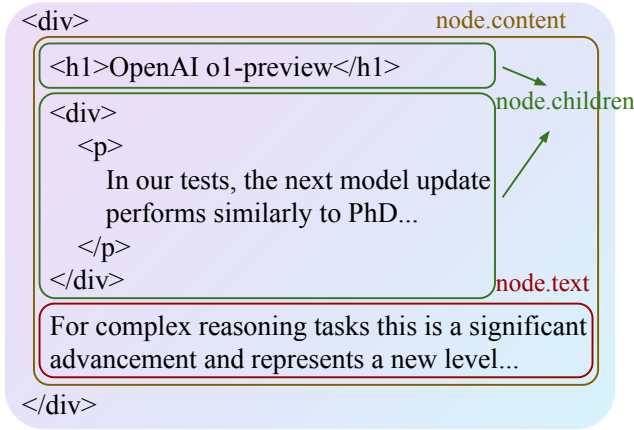 <div>
node.content
<h1>OpenAI o1-preview</h1>
node.children
<div>
<p>
In our tests, the next model update
performs similarly to PhD...
</p>
</div>
node.text
For complex reasoning tasks this is a significant
advancement and represents a new level...
</div>